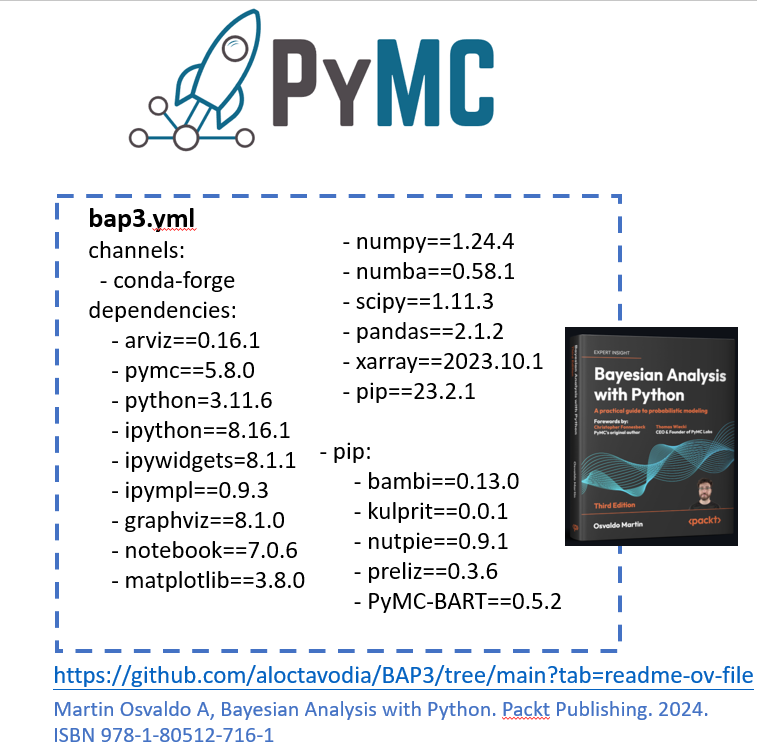 PyMC
bap3.yml
channels:
- conda-forge
dependencies:
- arviz==0.16.1
- pymc==5.8.0
- python=3.11.6
- ipython==8.16.1
- ipywidgets=8.1.1
- ipympl==0.9.3
- graphviz==8.1.0
- notebook==7.0.6
- matplotlib==3.8.0
- numpy==1.24.4
- numba==0.58.1
- scipy==1.11.3
- pandas==2.1.2
- xarray==2023.10.1
- pip==23.2.1
- pip:
- bambi==0.13.0
- kulprit==0.0.1
- nutpie==0.9.1
- preliz==0.3.6
- PyMC-BART==0.5.2
EXPERT INSIGHT
Bayesian Analysis
with Python
A practical guide to probabilistic modeling
Forewords by:
Christopher Fonnesbeck
PyMC's original author
Thomas Wiecki
CEO & Founder of PyMC Labs
Third Edition
Osvaldo Martin
<packt>
https://github.com/aloctavodia/BAP3/tree/main?tab=readme-ov-file
Martin Osvaldo A, Bayesian Analysis with Python. Packt Publishing. 2024.
ISBN 978-1-80512-716-1